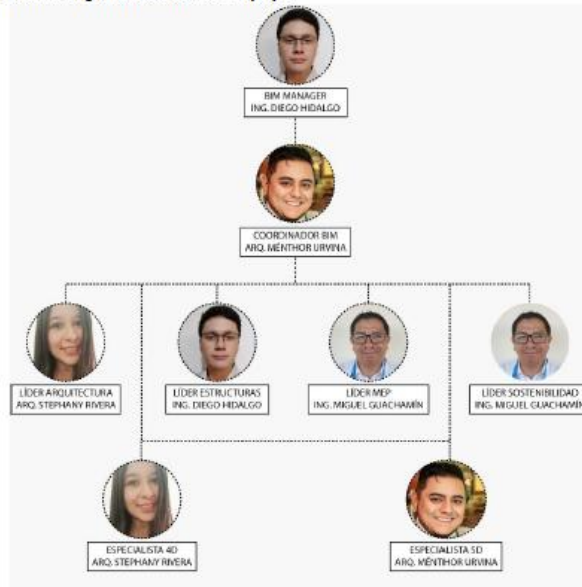 BIM MANAGER
ING. DIEGO HIDALGO
COORDINADOR BIM
ARQ. MENTHOR URVINA
LÍDER ARQUITECTURA
ARQ. STEPHANY RIVERA
LÍDER ESTRUCTURAS
ING. DIEGO HIDALGO
LÍDER MEP
ING. MIGUEL GUACHAMÍN
LÍDER SOSTENIBILIDAD
ING. MIGUEL GUACHAMÍN
ESPECIALISTA 4D
ARQ. STEPHANY RIVERA
ESPECIALISTA 5D
ARQ. MÉNTIHOR URVINA